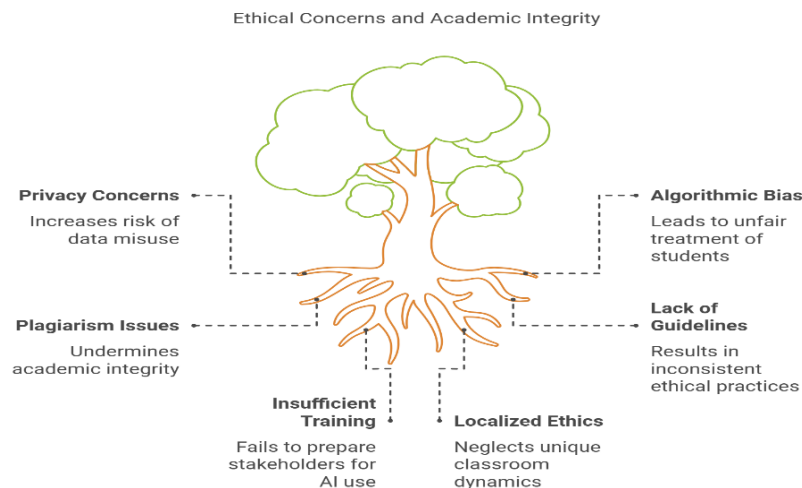 Ethical Concerns and Academic Integrity
Privacy Concerns
Increases risk of
data misuse
Algorithmic Bias
Leads to unfair
treatment of
students
Plagiarism Issues
Undermines
academic integrity
Lack of
Guidelines
Results in
inconsistent
ethical practices
Insufficient
Training
Fails to prepare
stakeholders for
AI use
Localized Ethics
Neglects unique
classroom
dynamics